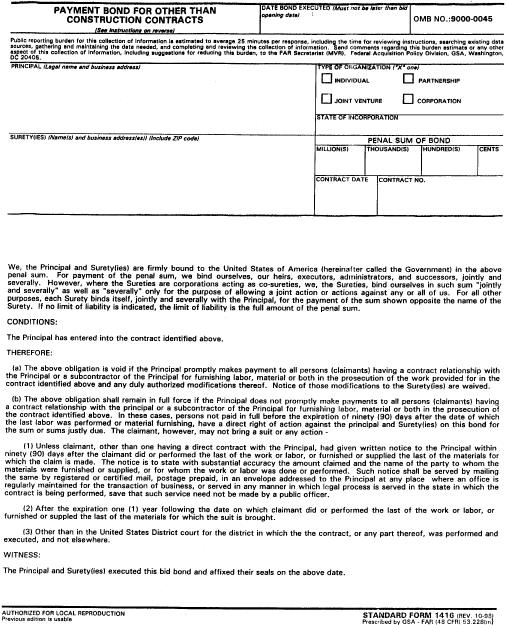 PAYMENT BOND FOR OTHER THAN
CONSTRUCTION CONTRACTS
(See instructions on reverse)
DATE BOND EXECUTED (Must not be later than bid
opening date)
OMB NO.:9000-0045
Public reporting burden for this collection of information is estimated to average 25 minutes per response, including the time for reviewing instructions, searching existing data
sources, gathering and maintaining the data needed, and completing and reviewing the collection of information. Send comments regarding this burden estimate or any other
aspect of this collection of information, including suggestions for reducing this burden, to the FAR Secretariat (MVR), Federal Acquisition Policy Division, GSA, Washington,
DC 20405.
PRINCIPAL (Legal name and business address)
TYPE OF ORGANIZATION ("X" one)
INDIVIDUAL
PARTNERSHIP
JOINT VENTURE
CORPORATION
STATE OF INCORPORATION
SURETY(IES) (Name(s) and business address(es)) (Include ZIP code)
PENAL SUM OF BOND
MILLION(S)
THOUSAND(S)
HUNDRED(S)
CENTS
CONTRACT DATE
CONTRACT NO.
We, the Principal and Surety(ies) are firmly bound to the United States of America (hereinafter called the Government) in the above
penal sum. For payment of the penal sum, we bind ourselves, our heirs, executors, administrators, and successors, jointly and
severally. However, where the Sureties are corporations acting as co-sureties, we, the Sureties, bind ourselves in such sum "jointly
and severally" as well as "severally" only for the purpose of allowing a joint action or actions against any or all of us. For all other
purposes, each Surety binds itself, jointly and severally with the Principal, for the payment of the sum shown opposite the name of the
Surety. If no limit of liability is indicated, the limit of liability is the full amount of the penal sum.
CONDITIONS:
The Principal has entered into the contract identified above.
THEREFORE:
(a) The above obligation is void if the Principal promptly makes payment to all persons (claimants) having a contract relationship with
the Principal or a subcontractor of the Principal for furnishing labor, material or both in the prosecution of the work provided for in the
contract identified above and any duly authorized modifications thereof. Notice of those modifications to the Surety(ies) are waived.
(b) The above obligation shall remain in full force if the Principal does not promptly make payments to all persons (claimants) having
a contract relationship with the principal or a subcontractor of the Principal for furnishing labor, material or both in prosecution of
the contract identified above. In these cases, persons not paid in full before the expiration of ninety (90) days after the date of which
the last labor was performed or material furnishing, have a direct right of action against the principal and Surety(ies) on this bond for
the sum or sums justly due. The claimant, however, may not bring a suit or any action -
(1) Unless claimant, other than one having a direct contract with the Principal, had given written notice to the Principal within
ninety (90) days after the claimant did or performed the last of the work or labor, or furnished or supplied the last of the materials for
which the claim is made. The notice is to state with substantial accuracy the amount claimed and the name of the party to whom the
materials were furnished or supplied, or for whom the work or labor was done or performed. Such notice shall be served by mailing
the same by registered or certified mail, postage prepaid, in an envelope addressed to the Principal at any place where an office is
regularly maintained for the transaction of business, or served in any manner in which legal process is served in the state in which the
contract is being performed, save that such service need not be made by a public officer.
(2) After the expiration one (1) year following the date on which claimant did or performed the last of the work or labor, or
furnished or suppled the last of the materials for which the suit is brought.
(3) Other than in the United States District court for the district in which the the contract, or any part thereof, was performed and
executed, and not elsewhere.
WITNESS:
The Principal and Surety(ies) executed this bid bond and affixed their seals on the above date.
AUTHORIZED FOR LOCAL REPRODUCTION
Previous edition is usable
STANDARD FORM 1416 (REV. 10-98)
Prescribed by GSA - FAR (48 CFR) 53.228(m)